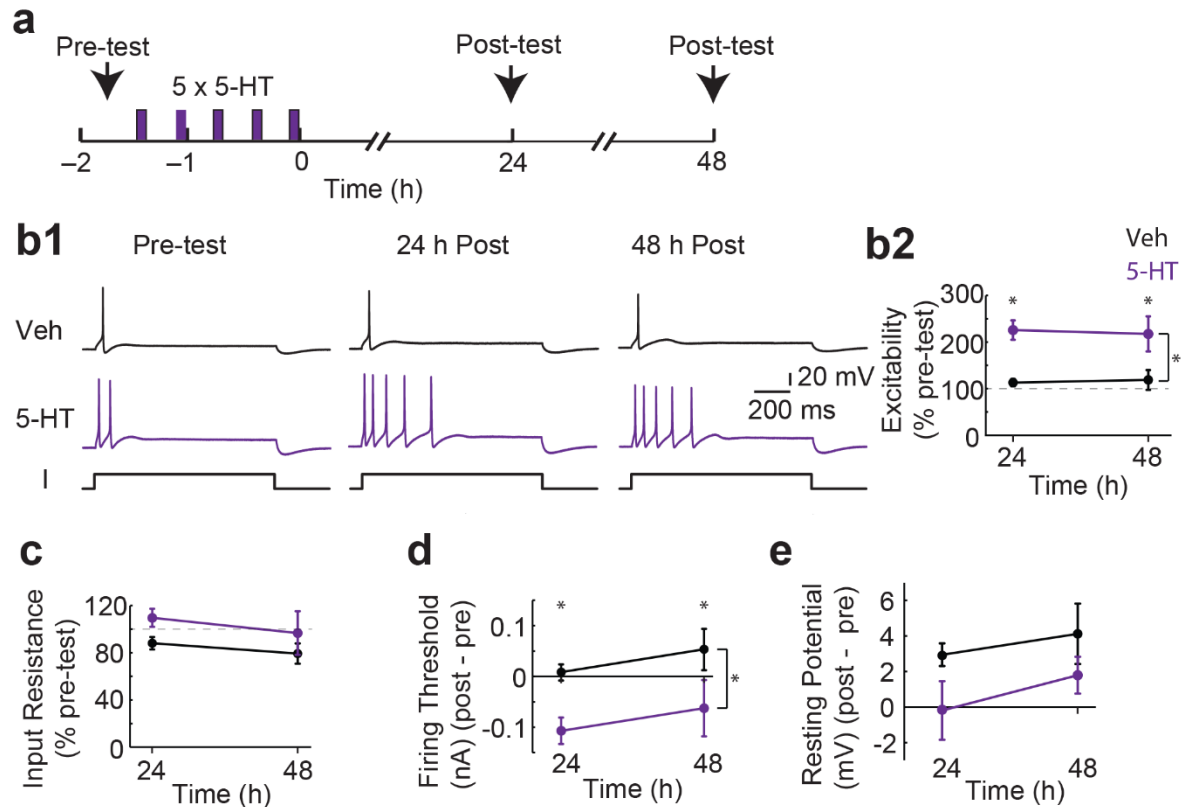 a
Pre-test
Post-test
Post-test
5 x 5-HT
–2
–1
0
24
48
Time (h)
b1
Pre-test
24 h Post
48 h Post
Veh
5-HT
I
20 mV
200 ms
b2
Veh
5-HT
Excitability
(% pre-test)
300
200
100
0
*
*
*
24
48
Time (h)
c
Input Resistance
(% pre-test)
120
80
40
0
24
48
Time (h)
d
Firing Threshold
(nA) (post - pre)
0.1
0
-0.1
*
*
*
24
48
Time (h)
e
Resting Potential
(mV) (post - pre)
6
4
2
0
-2
24
48
Time (h)